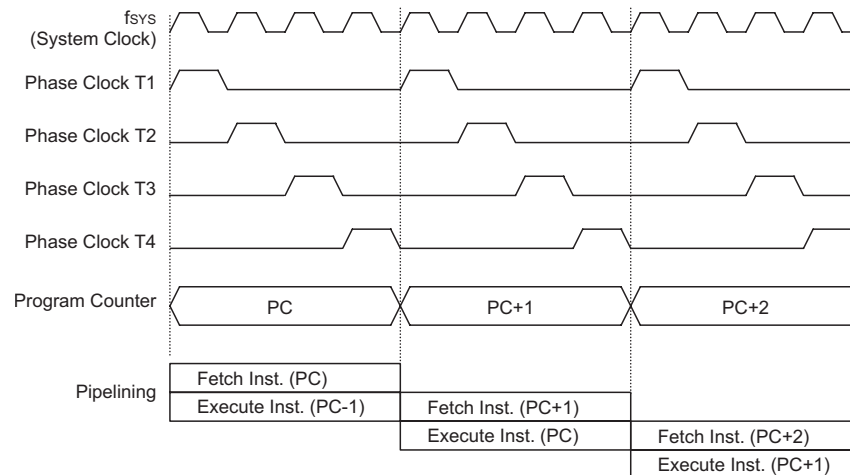 fSYS
(System Clock)
Phase Clock T1
Phase Clock T2
Phase Clock T3
Phase Clock T4
Program Counter
PC
PC+1
PC+2
Pipelining
Fetch Inst. (PC)
Execute Inst. (PC-1)
Fetch Inst. (PC+1)
Execute Inst. (PC)
Fetch Inst. (PC+2)
Execute Inst. (PC+1)